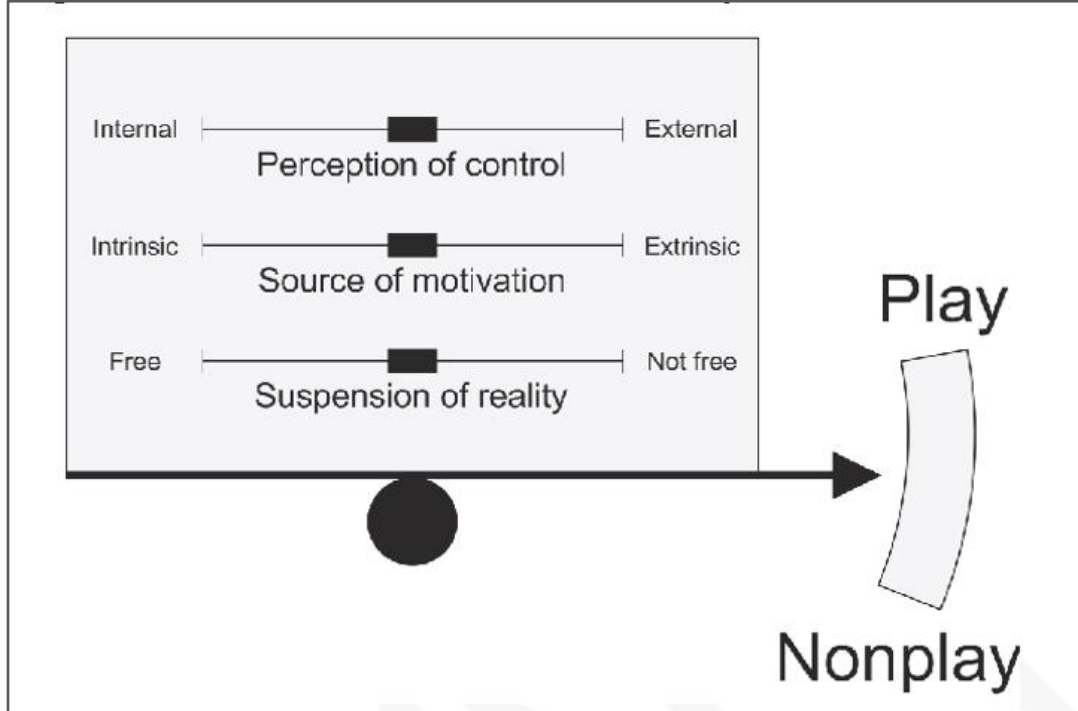 Internal External
Perception of control
Intrinsic Extrinsic
Source of motivation
Free Not free
Suspension of reality
Play
Nonplay